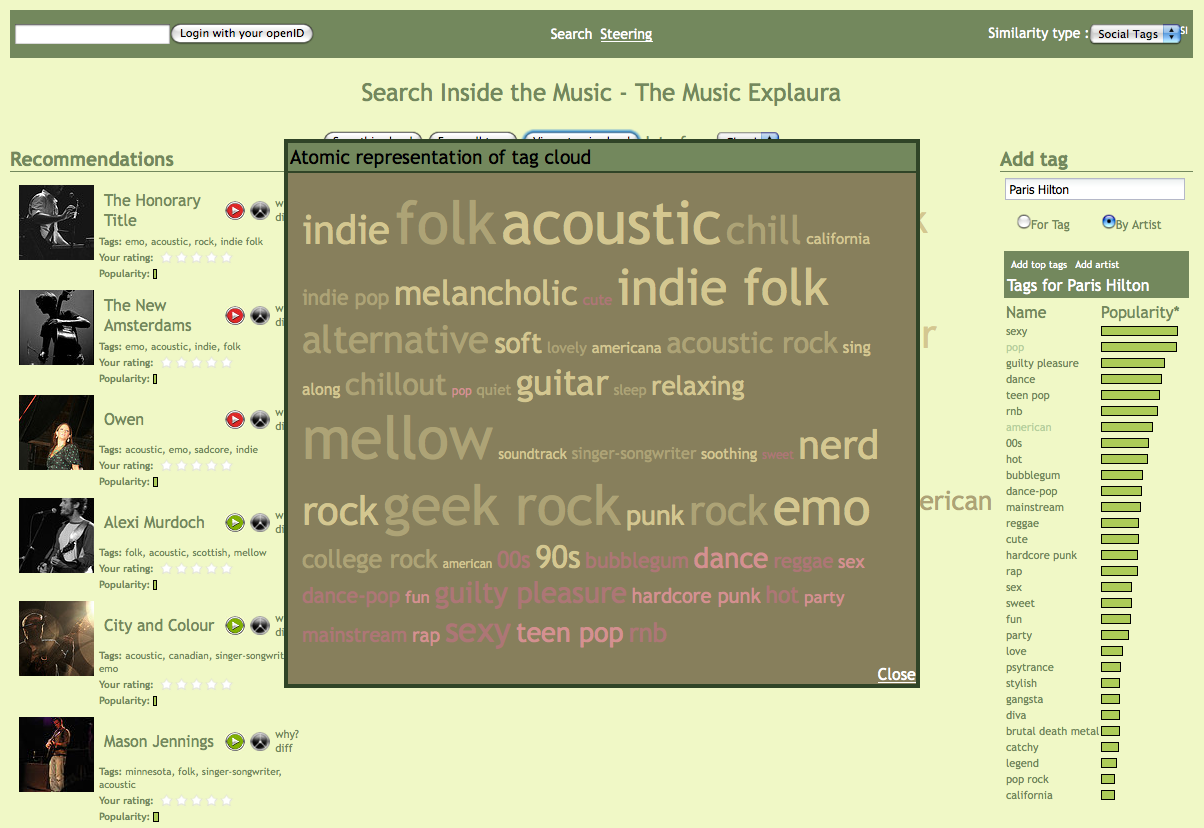 Login with your openID
Search Steering
Similarity type : Social Tags
Search Inside the Music - The Music Explaura
Recommendations
The Honorary
Title
Tags: emo, acoustic, rock, indie folk
Your rating:
Popularity:
The New
Amsterdams
Tags: emo, acoustic, indie, folk
Your rating:
Popularity:
Owen
Tags: acoustic, emo, sadcore, indie
Your rating:
Popularity:
Alexi Murdoch
Tags: folk, acoustic, scottish, mellow
Your rating:
Popularity:
City and Colour
Tags: acoustic, canadian, singer-songwrit
emo
Your rating:
Popularity:
Mason Jennings
why?
diff
Tags: minnesota, folk, singer-songwriter,
acoustic
Your rating:
Popularity:
Atomic representation of tag cloud
indie folk acoustic chill california
indie pop melancholic cute indie folk
alternative soft lovely americana acoustic rock sing
along chillout pop quiet guitar sleep relaxing
mellow soundtrack singer-songwriter soothing sweet nerd
rock geek rock punk rock emo
college rock american 00s 90s bubblegum dance reggae sex
dance-pop fun guilty pleasure hardcore punk hot party
mainstream rap sexy teen pop rnb
Close
erican
Add tag
Paris Hilton
For Tag By Artist
Add top tags Add artist
Tags for Paris Hilton
Name Popularity*
sexy
pop
guilty pleasure
dance
teen pop
rnb
american
00s
hot
bubblegum
dance-pop
mainstream
reggae
cute
hardcore punk
rap
sex
sweet
fun
party
love
psytrance
stylish
gangsta
diva
brutal death metal
catchy
legend
pop rock
california